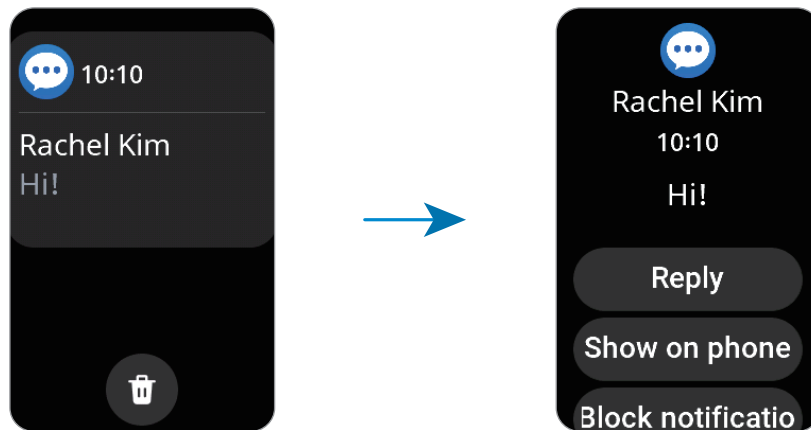 10:10
Rachel Kim
Hi!
Rachel Kim
10:10
Hi!
Reply
Show on phone
Block notificatio